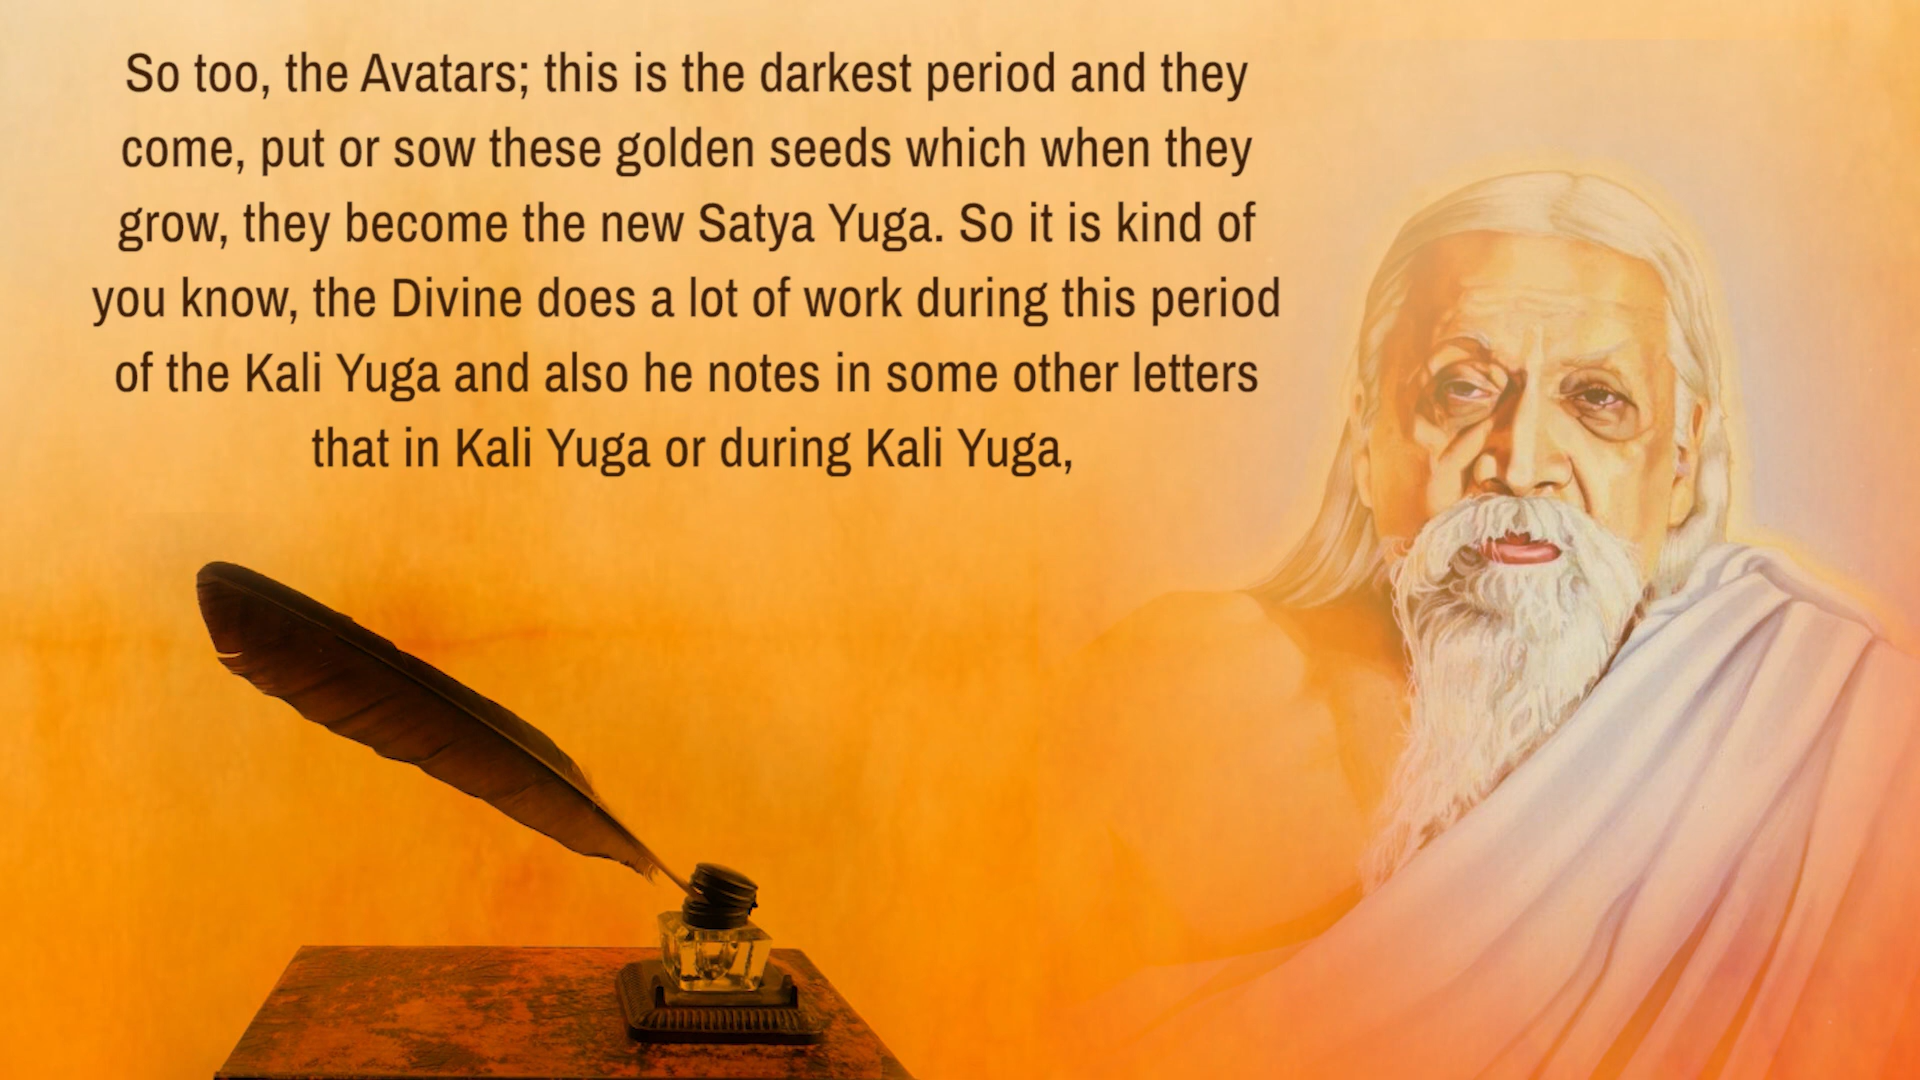 So too, the Avatars; this is the darkest period and they
come, put or sow these golden seeds which when they
grow, they become the new Satya Yuga. So it is kind of
you know, the Divine does a lot of work during this period
of the Kali Yuga and also he notes in some other letters
that in Kali Yuga or during Kali Yuga,